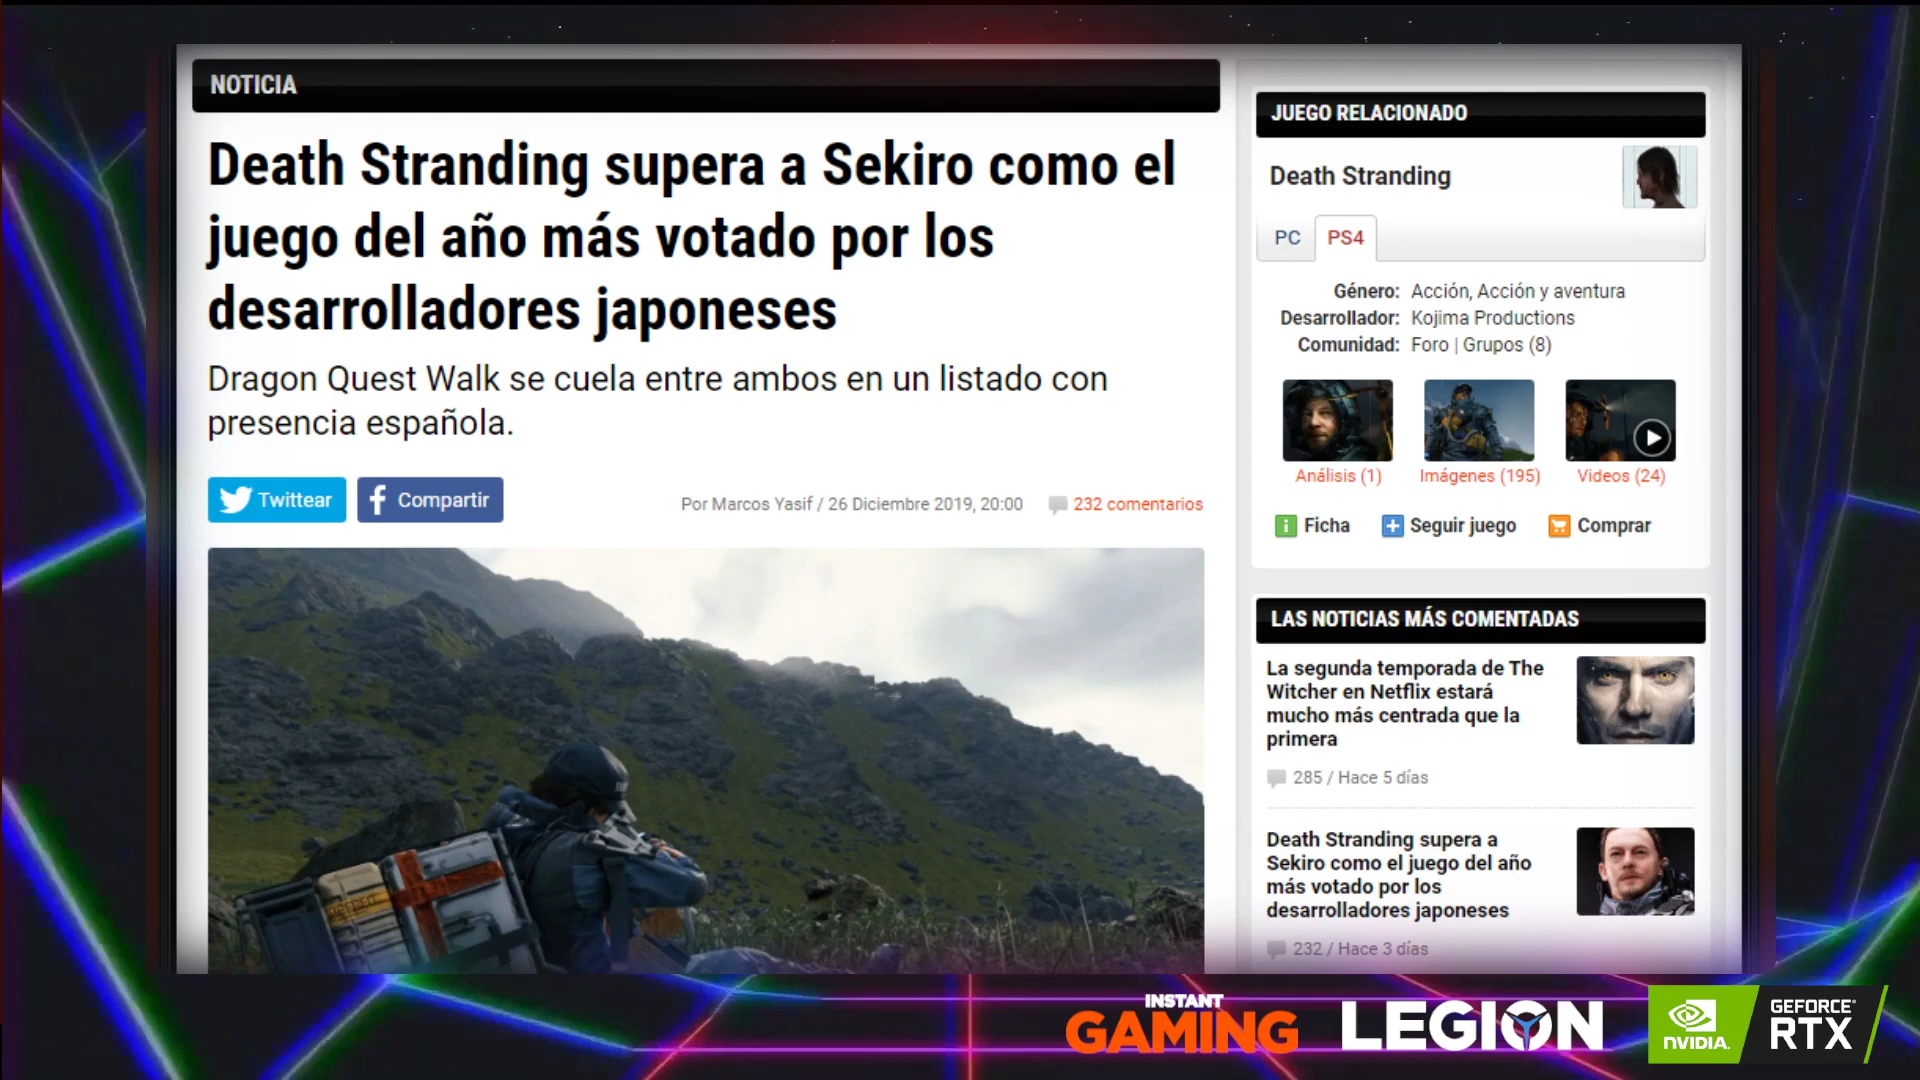 NOTICIA
Death Stranding supera a Sekiro como el
juego del año más votado por los
desarrolladores japoneses
Dragon Quest Walk se cuela entre ambos en un listado con
presencia española.
Twittear
Compartir
Por Marcos Yasif / 26 Diciembre 2019, 20:00
232 comentarios
JUEGO RELACIONADO
Death Stranding
PC PS4
Género: Acción, Acción y aventura
Desarrollador: Kojima Productions
Comunidad: Foro | Grupos (8)
Análisis (1) Imágenes (195) Videos (24)
Ficha Seguir juego Comprar
LAS NOTICIAS MÁS COMENTADAS
La segunda temporada de The
Witcher en Netflix estará
mucho más centrada que la
primera
285 / Hace 5 días
Death Stranding supera a
Sekiro como el juego del año
más votado por los
desarrolladores japoneses
232 / Hace 3 días
INSTANT
GAMING
LEGION
NVIDIA.
GEFORCE
RTX